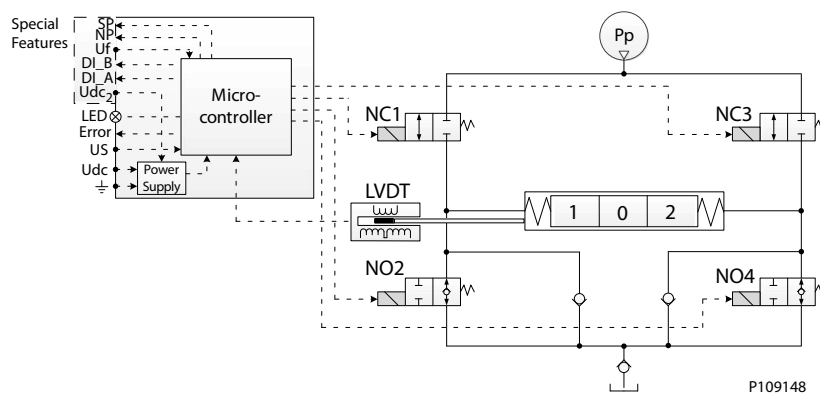 Special
Features
SP
NP
Uf
DI_B
DI_A
Udc2
LED
Error
US
Udc
Micro-
controller
Power
Supply
Pp
NC1
NC3
LVDT
1 0 2
NO2
NO4
P109148